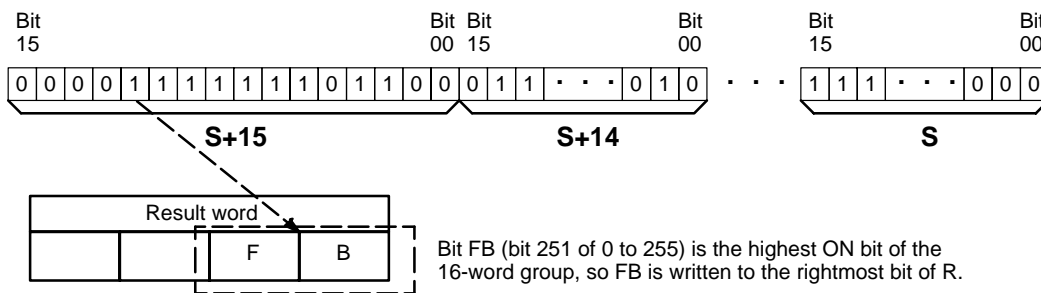 Bit Bit Bit Bit Bit Bit
15 00 15 00 15 00
0 0 0 0 1 1 1 1 1 1 1 0 1 1 0 0 0 1 1 · · · 0 1 0 · · · 1 1 1 · · · 0 0 0
S+15 S+14 S
Result word
F B
Bit FB (bit 251 of 0 to 255) is the highest ON bit of the
16-word group, so FB is written to the rightmost bit of R.